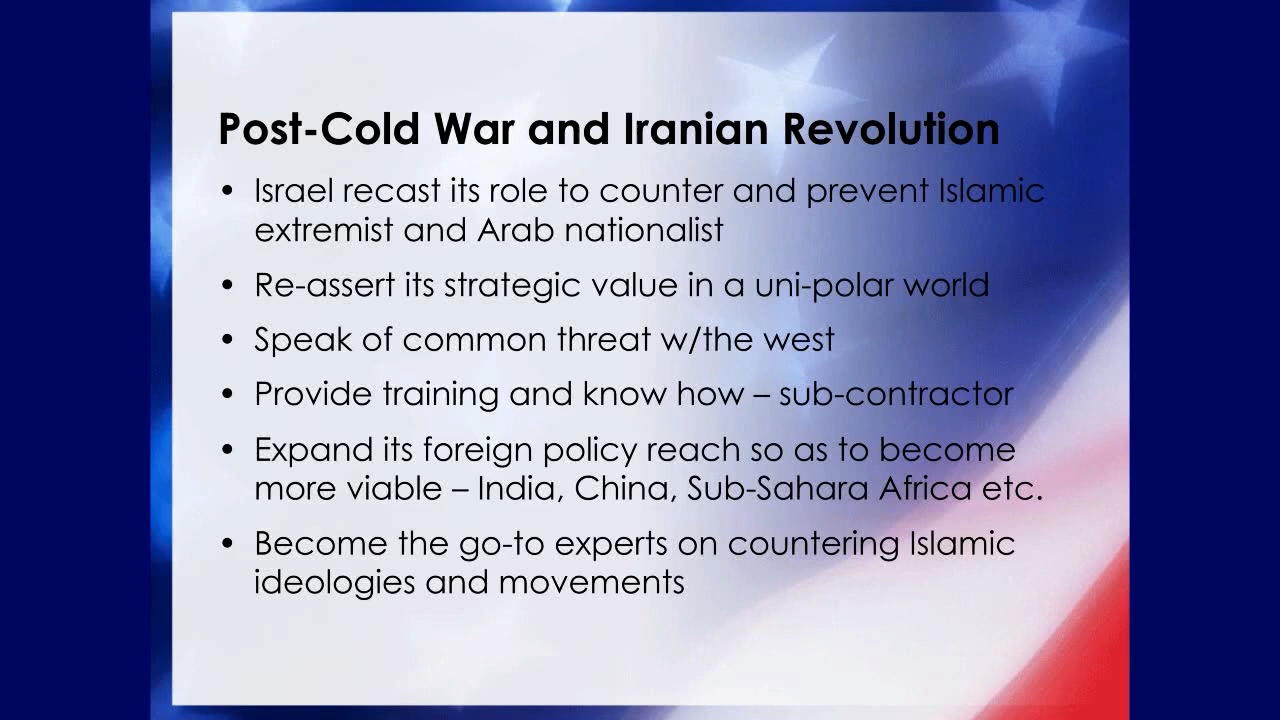 Post-Cold War and Iranian Revolution
• Israel recast its role to counter and prevent Islamic
extremist and Arab nationalist
• Re-assert its strategic value in a uni-polar world
• Speak of common threat w/the west
• Provide training and know how – sub-contractor
• Expand its foreign policy reach so as to become
more viable – India, China, Sub-Sahara Africa etc.
• Become the go-to experts on countering Islamic
ideologies and movements